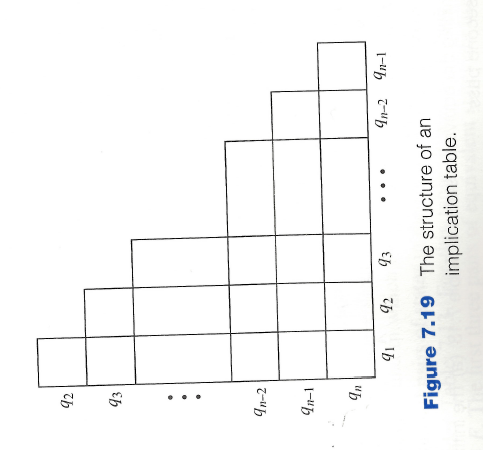 q₂
q₃
⋮
qₙ₋₂
qₙ₋₁
qₙ
q₁ q₂ q₃ … qₙ₋₂ qₙ₋₁
Figure 7.19 The structure of an
implication table.